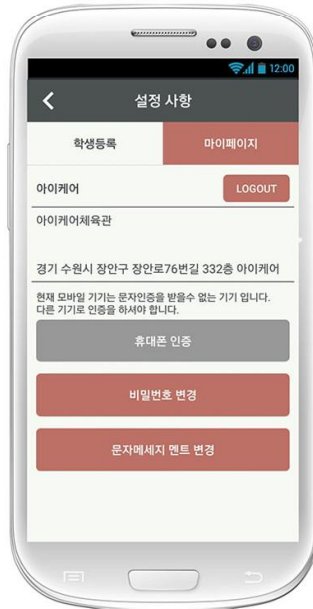 12:00
설정 사항
학생등록
마이페이지
아이케어
LOGOUT
아이케어체육관
경기 수원시 장안구 장안로76번길 332층 아이케어
현재 모바일 기기는 문자인증을 받을수 없는 기기 입니다.
다른 기기로 인증을 하셔야 합니다.
휴대폰 인증
비밀번호 변경
문자메세지 멘트 변경